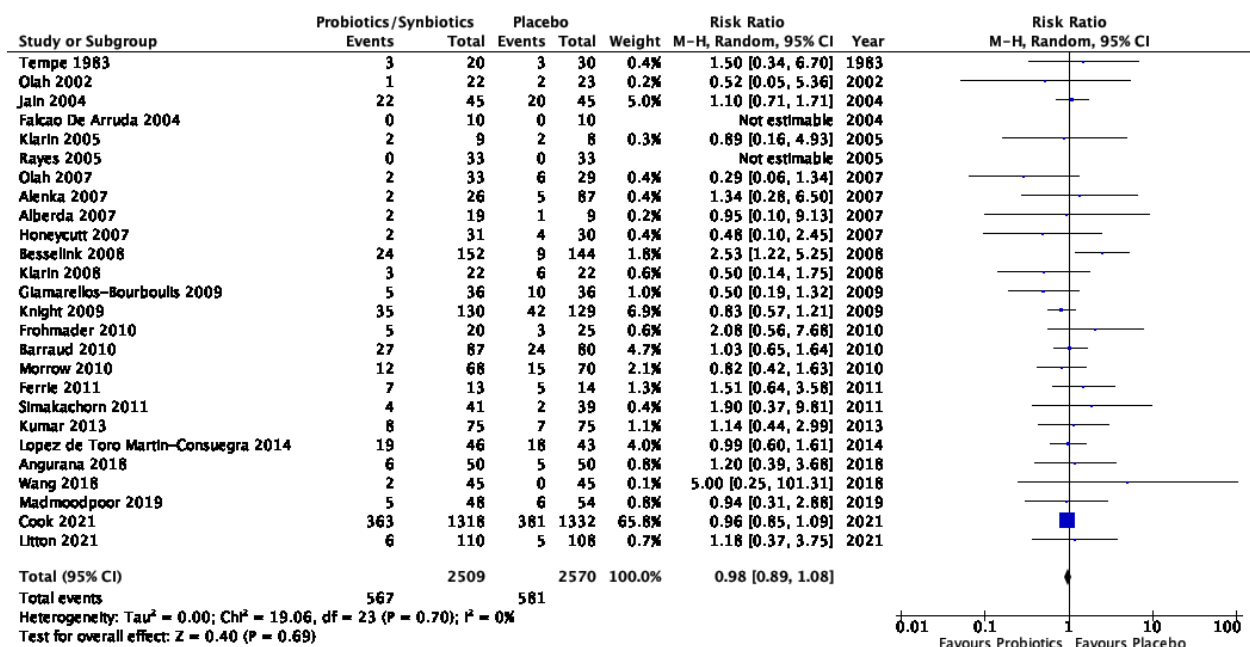 Probiotics/Synbiotics Placebo Risk Ratio Risk Ratio
Study or Subgroup Events Total Events Total Weight M-H, Random, 95% CI Year M-H, Random, 95% CI
Tempe 1983 3 20 3 30 0.4% 1.50 [0.34, 6.70] 1983
Olah 2002 1 22 2 23 0.2% 0.52 [0.05, 5.36] 2002
Jain 2004 22 45 20 45 5.0% 1.10 [0.71, 1.71] 2004
Falcao De Arruda 2004 0 10 0 10 Not estimable 2004
Klarin 2005 2 9 2 8 0.3% 0.89 [0.16, 4.93] 2005
Rayes 2005 0 33 0 33 Not estimable 2005
Olah 2007 2 33 6 29 0.4% 0.29 [0.06, 1.34] 2007
Alenka 2007 2 26 5 87 0.4% 1.34 [0.28, 6.50] 2007
Alberda 2007 2 19 1 9 0.2% 0.95 [0.10, 9.13] 2007
Honeycutt 2007 2 31 4 30 0.4% 0.48 [0.10, 2.45] 2007
Besselink 2008 24 152 9 144 1.8% 2.53 [1.22, 5.25] 2008
Klarin 2008 3 22 6 22 0.6% 0.50 [0.14, 1.75] 2008
Giamarellos-Bourboulis 2009 5 36 10 36 1.0% 0.50 [0.19, 1.32] 2009
Knight 2009 35 130 42 129 6.9% 0.83 [0.57, 1.21] 2009
Frohmader 2010 5 20 3 25 0.6% 2.08 [0.56, 7.68] 2010
Barraud 2010 27 87 24 80 4.7% 1.03 [0.65, 1.64] 2010
Morrow 2010 12 68 15 70 2.1% 0.82 [0.42, 1.63] 2010
Ferrie 2011 7 13 5 14 1.3% 1.51 [0.64, 3.58] 2011
Simakachorn 2011 4 41 2 39 0.4% 1.90 [0.37, 9.81] 2011
Kumar 2013 8 75 7 75 1.1% 1.14 [0.44, 2.99] 2013
Lopez de Toro Martin-Consuegra 2014 19 46 18 43 4.0% 0.99 [0.60, 1.61] 2014
Angurana 2018 6 50 5 50 0.8% 1.20 [0.39, 3.68] 2018
Wang 2018 2 45 0 45 0.1% 5.00 [0.25, 101.31] 2018
Madmoodpoor 2019 5 48 6 54 0.8% 0.94 [0.31, 2.88] 2019
Cook 2021 363 1318 381 1332 65.8% 0.96 [0.85, 1.09] 2021
Litton 2021 6 110 5 108 0.7% 1.18 [0.37, 3.75] 2021
Total (95% CI) 2509 2570 100.0% 0.98 [0.89, 1.08]
Total events 567 581
Heterogeneity: Tau² = 0.00; Chi² = 19.06, df = 23 (P = 0.70); I² = 0%
Test for overall effect: Z = 0.40 (P = 0.69)
0.01 0.1 1 10 100
Favours Probiotics Favours Placebo